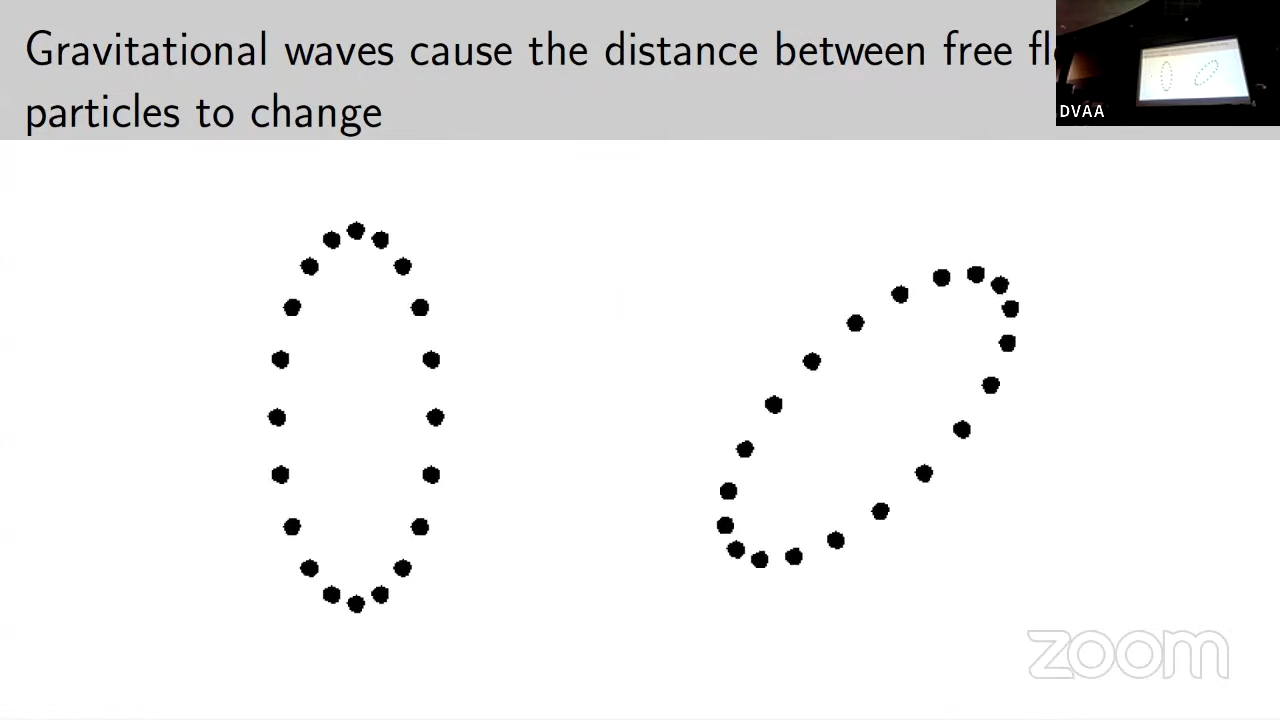 Gravitational waves cause the distance between free
particles to change
DVAA
zoom